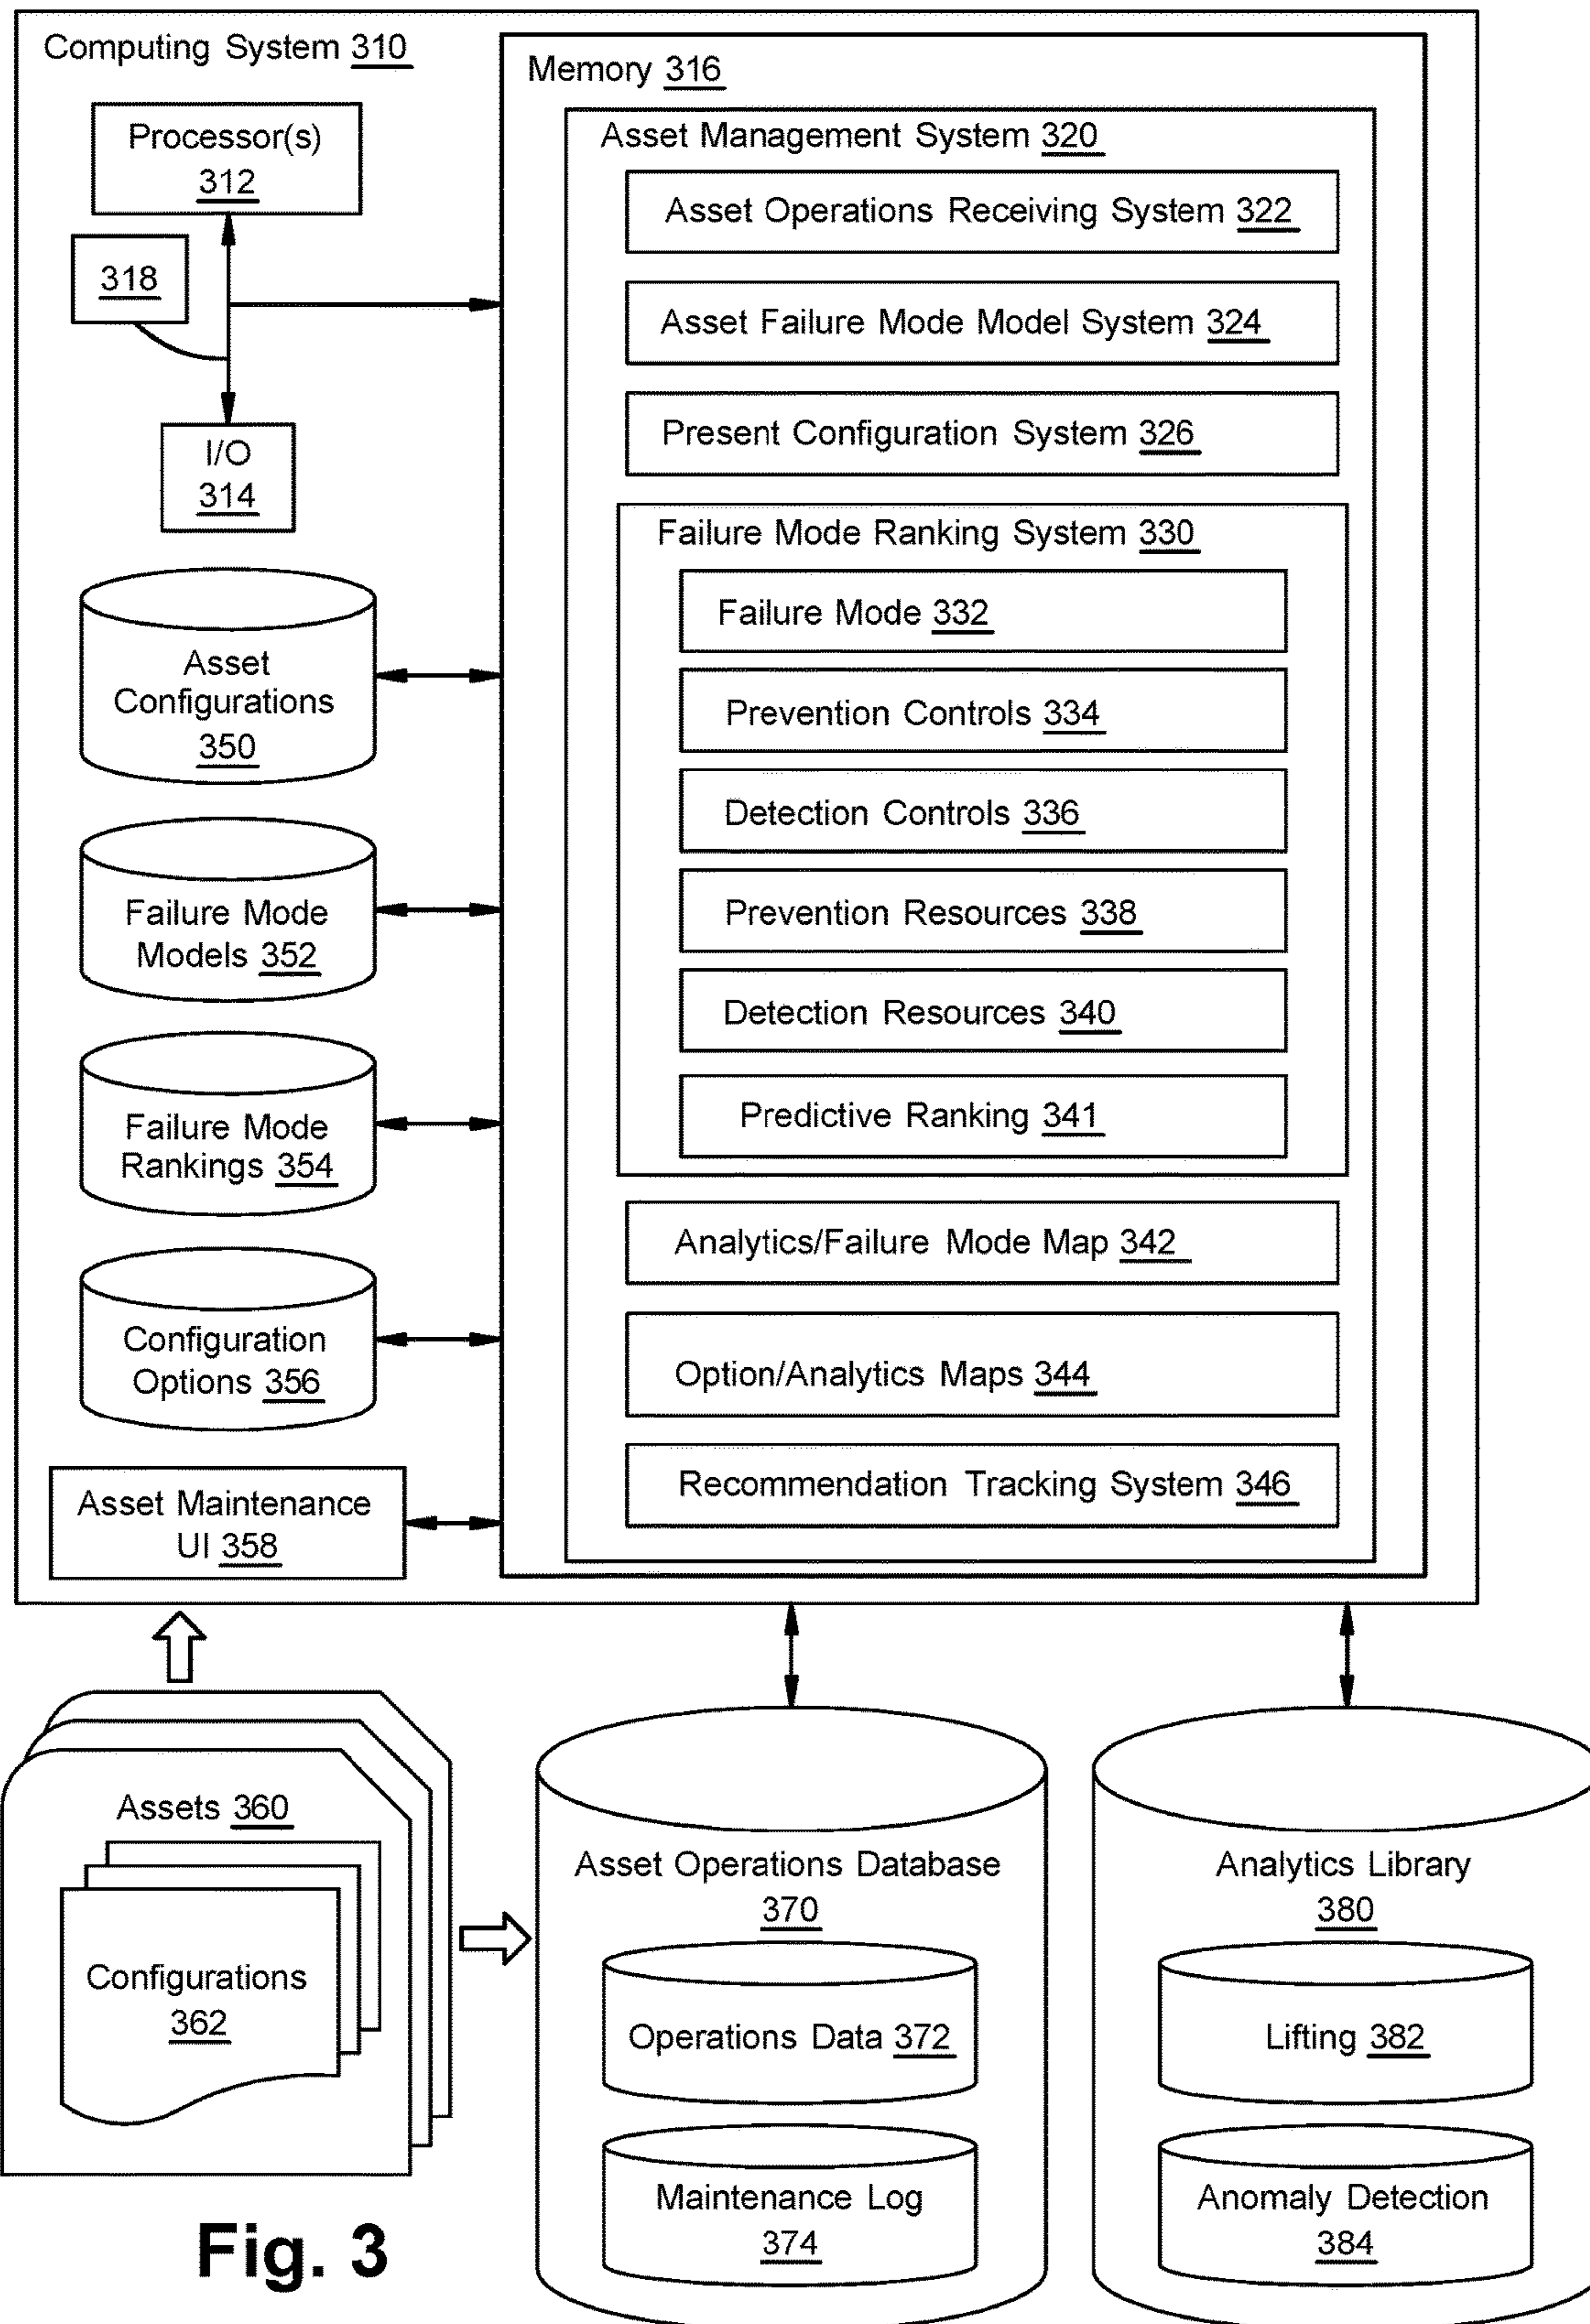 Computing System 310
Processor(s)
312
318
I/O
314
Asset
Configurations
350
Failure Mode
Models 352
Failure Mode
Rankings 354
Configuration
Options 356
Asset Maintenance
UI 358
Memory 316
Asset Management System 320
Asset Operations Receiving System 322
Asset Failure Mode Model System 324
Present Configuration System 326
Failure Mode Ranking System 330
Failure Mode 332
Prevention Controls 334
Detection Controls 336
Prevention Resources 338
Detection Resources 340
Predictive Ranking 341
Analytics/Failure Mode Map 342
Option/Analytics Maps 344
Recommendation Tracking System 346
Assets 360
Configurations
362
Asset Operations Database
370
Operations Data 372
Maintenance Log
374
Analytics Library
380
Lifting 382
Anomaly Detection
384
Fig. 3